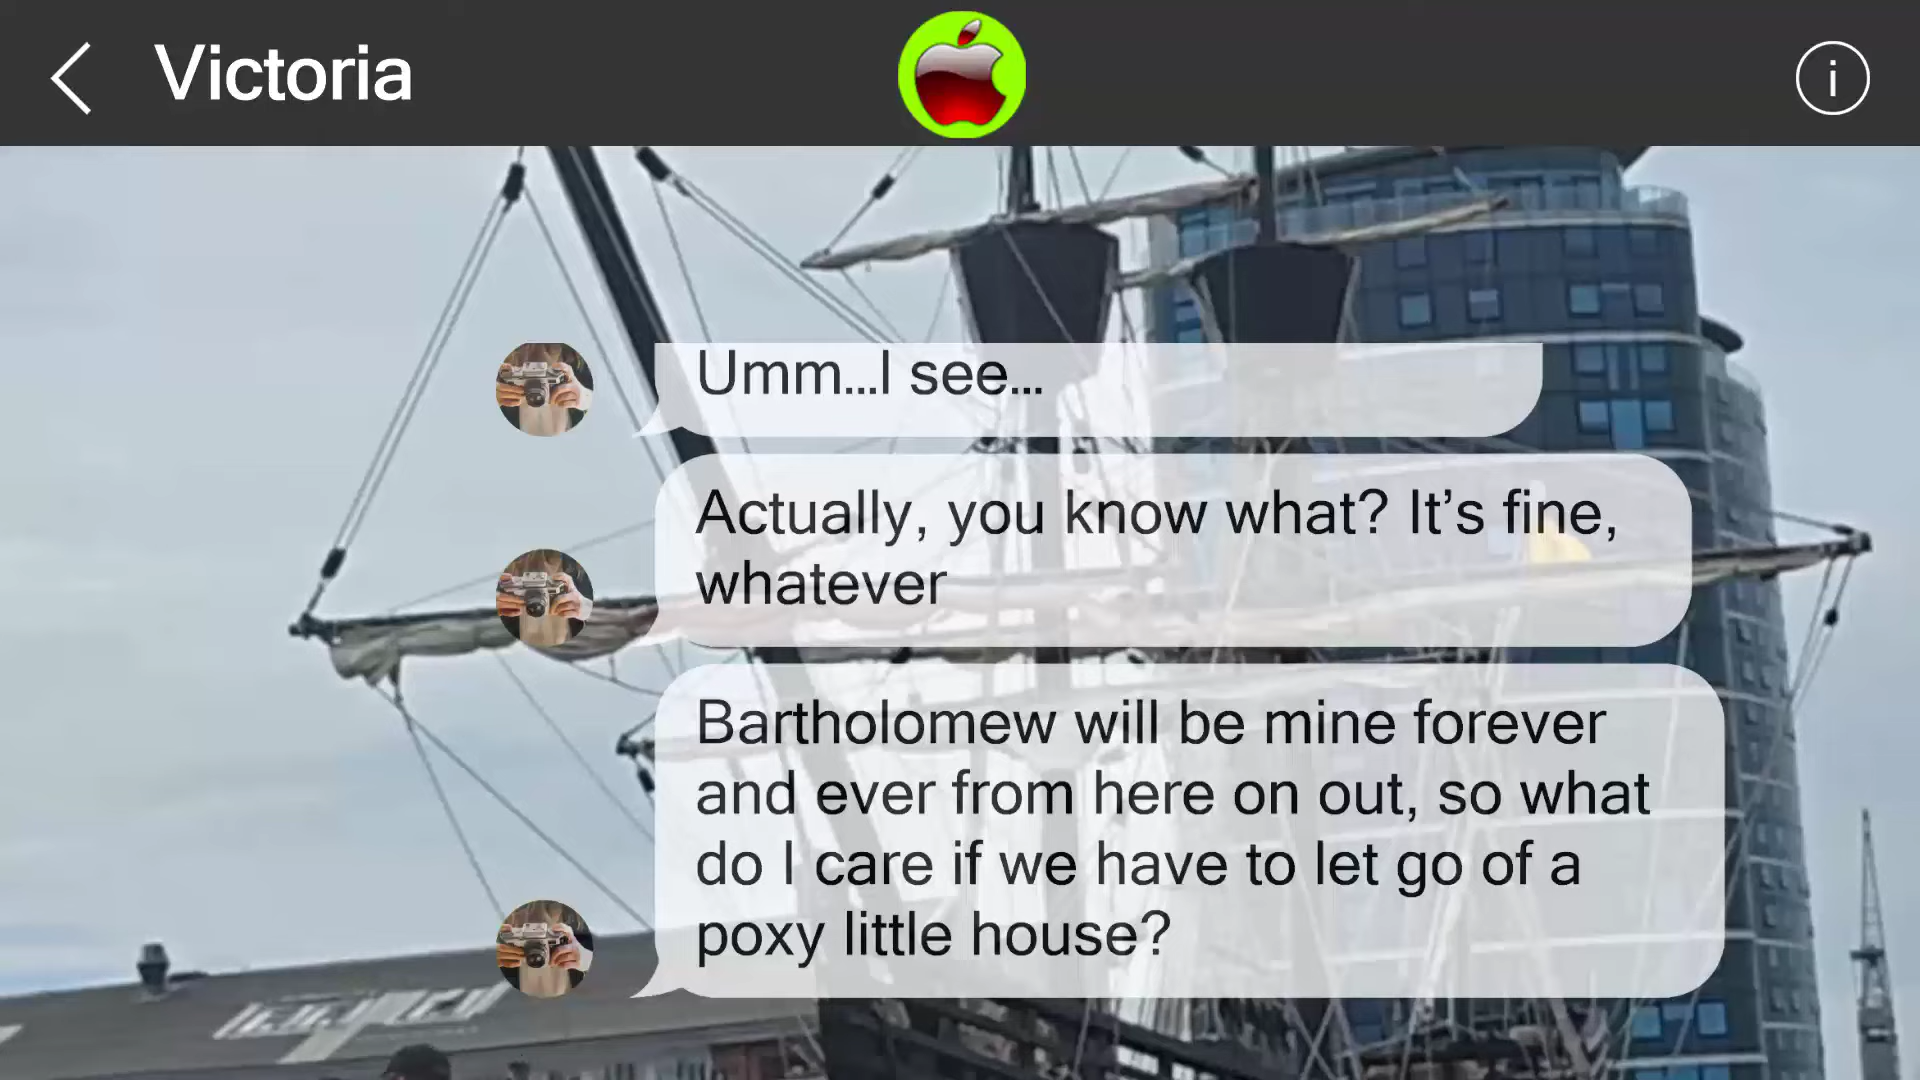 Victoria
i
Umm...I see...
Actually, you know what? It’s fine,
whatever
Bartholomew will be mine forever
and ever from here on out, so what
do I care if we have to let go of a
poxy little house?